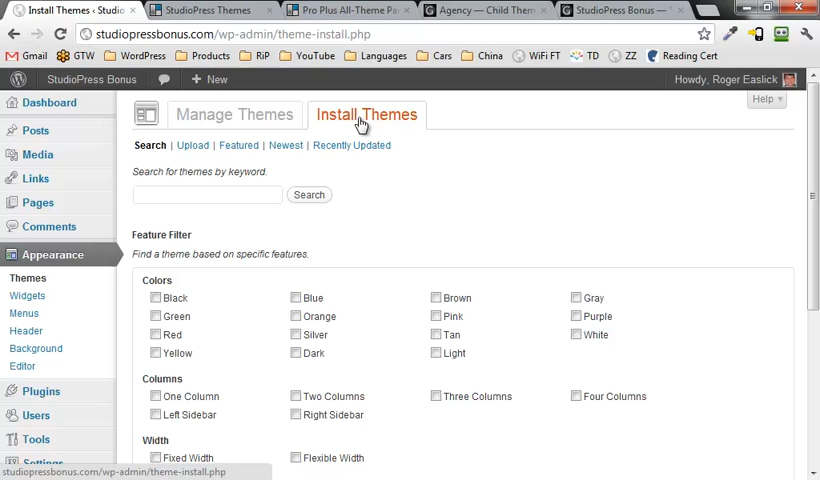 Install Themes ‹ Studio
StudioPress Themes
Pro Plus All-Theme Pa
Agency — Child Them
StudioPress Bonus — 
studiopressbonus.com/wp-admin/theme-install.php
Gmail GTW WordPress Products RiP YouTube Languages Cars China WiFi FT TD ZZ Reading Cert
StudioPress Bonus + New Howdy, Roger Easlick
Help
Dashboard
Posts
Media
Links
Pages
Comments
Appearance
Themes
Widgets
Menus
Header
Background
Editor
Plugins
Users
Tools
Settings
Manage Themes Install Themes
Search | Upload | Featured | Newest | Recently Updated
Search for themes by keyword.
Search
Feature Filter
Find a theme based on specific features.
Colors
Black Blue Brown Gray
Green Orange Pink Purple
Red Silver Tan White
Yellow Dark Light
Columns
One Column Two Columns Three Columns Four Columns
Left Sidebar Right Sidebar
Width
Fixed Width Flexible Width
studiopressbonus.com/wp-admin/theme-install.php